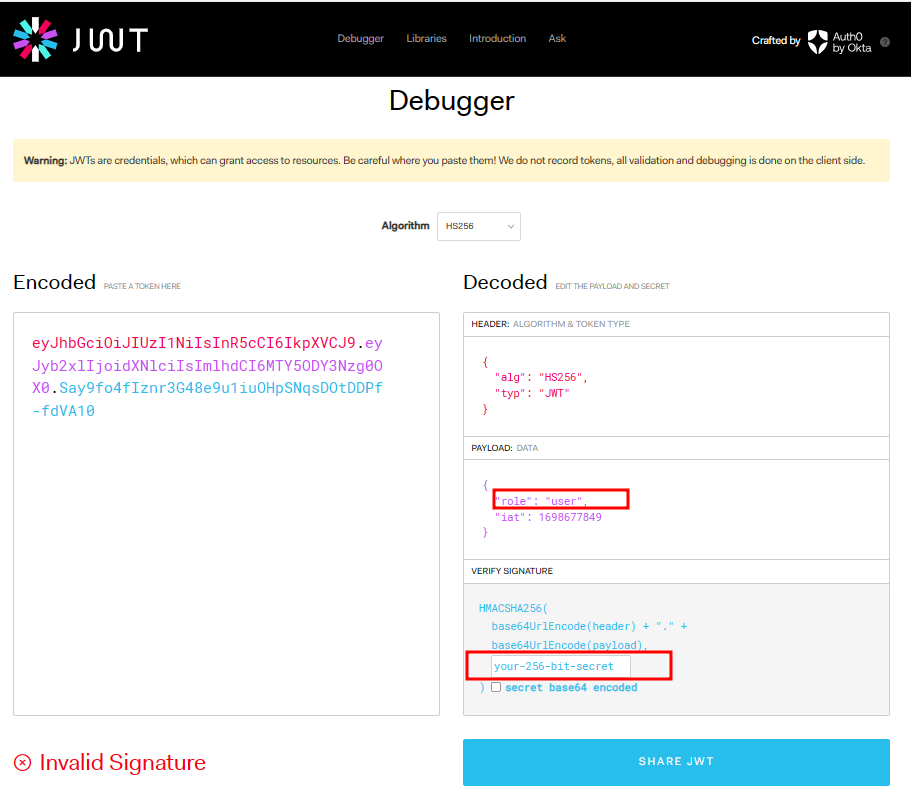 JWT
Debugger Libraries Introduction Ask
Crafted by Auth0 by Okta ?
Debugger
Warning: JWTs are credentials, which can grant access to resources. Be careful where you paste them! We do not record tokens, all validation and debugging is done on the client side.
Algorithm HS256
Encoded PASTE A TOKEN HERE
eyJhbGciOiJIUzI1NiIsInR5cCI6IkpXVCJ9.ey
Jyb2xlIjoidXNlciIsImlhdCI6MTY5ODY3Nzg0O
X0.Say9fo4fIznr3G48e9u1iuOHpSNqsDOtDDPf
-fdVA10
Invalid Signature
Decoded EDIT THE PAYLOAD AND SECRET
HEADER: ALGORITHM & TOKEN TYPE
{
"alg": "HS256",
"typ": "JWT"
}
PAYLOAD: DATA
{
"role": "user",
"iat": 1698677849
}
VERIFY SIGNATURE
HMACSHA256(
base64UrlEncode(header) + "." +
base64UrlEncode(payload),
your-256-bit-secret
) secret base64 encoded
SHARE JWT